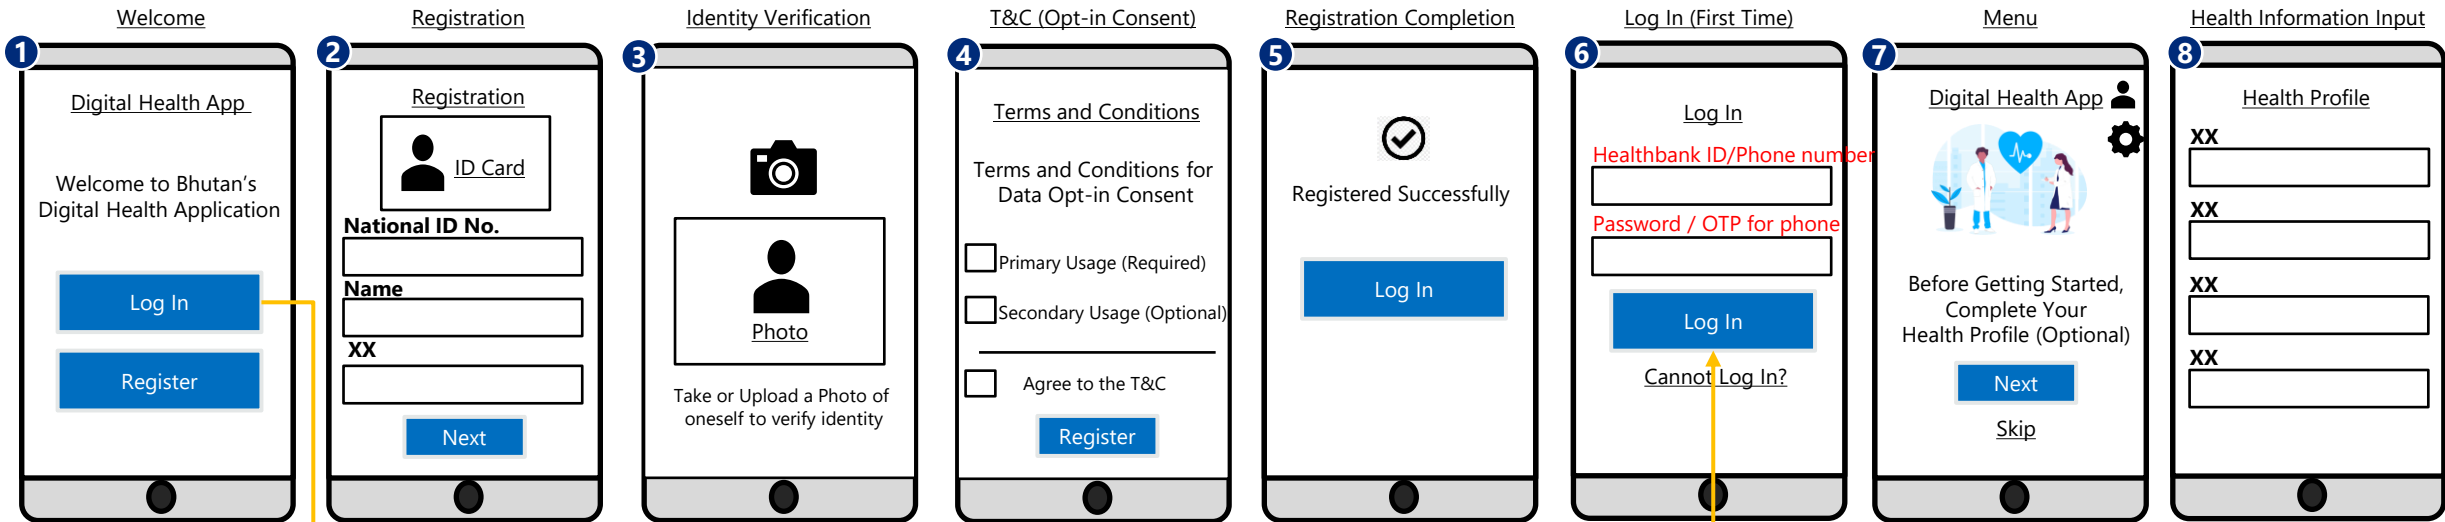 Welcome
1
Digital Health App
Welcome to Bhutan's
Digital Health Application
Log In
Register
Registration
2
Registration
ID Card
National ID No.
Name
XX
Next
Identity Verification
3
Photo
Take or Upload a Photo of
oneself to verify identity
T&C (Opt-in Consent)
4
Terms and Conditions
Terms and Conditions for
Data Opt-in Consent
Primary Usage (Required)
Secondary Usage (Optional)
Agree to the T&C
Register
Registration Completion
5
Registered Successfully
Log In
Log In (First Time)
6
Log In
Healthbank ID/Phone number
Password / OTP for phone
Log In
Cannot Log In?
Menu
7
Digital Health App
Before Getting Started,
Complete Your
Health Profile (Optional)
Next
Skip
Health Information Input
8
Health Profile
XX
XX
XX
XX